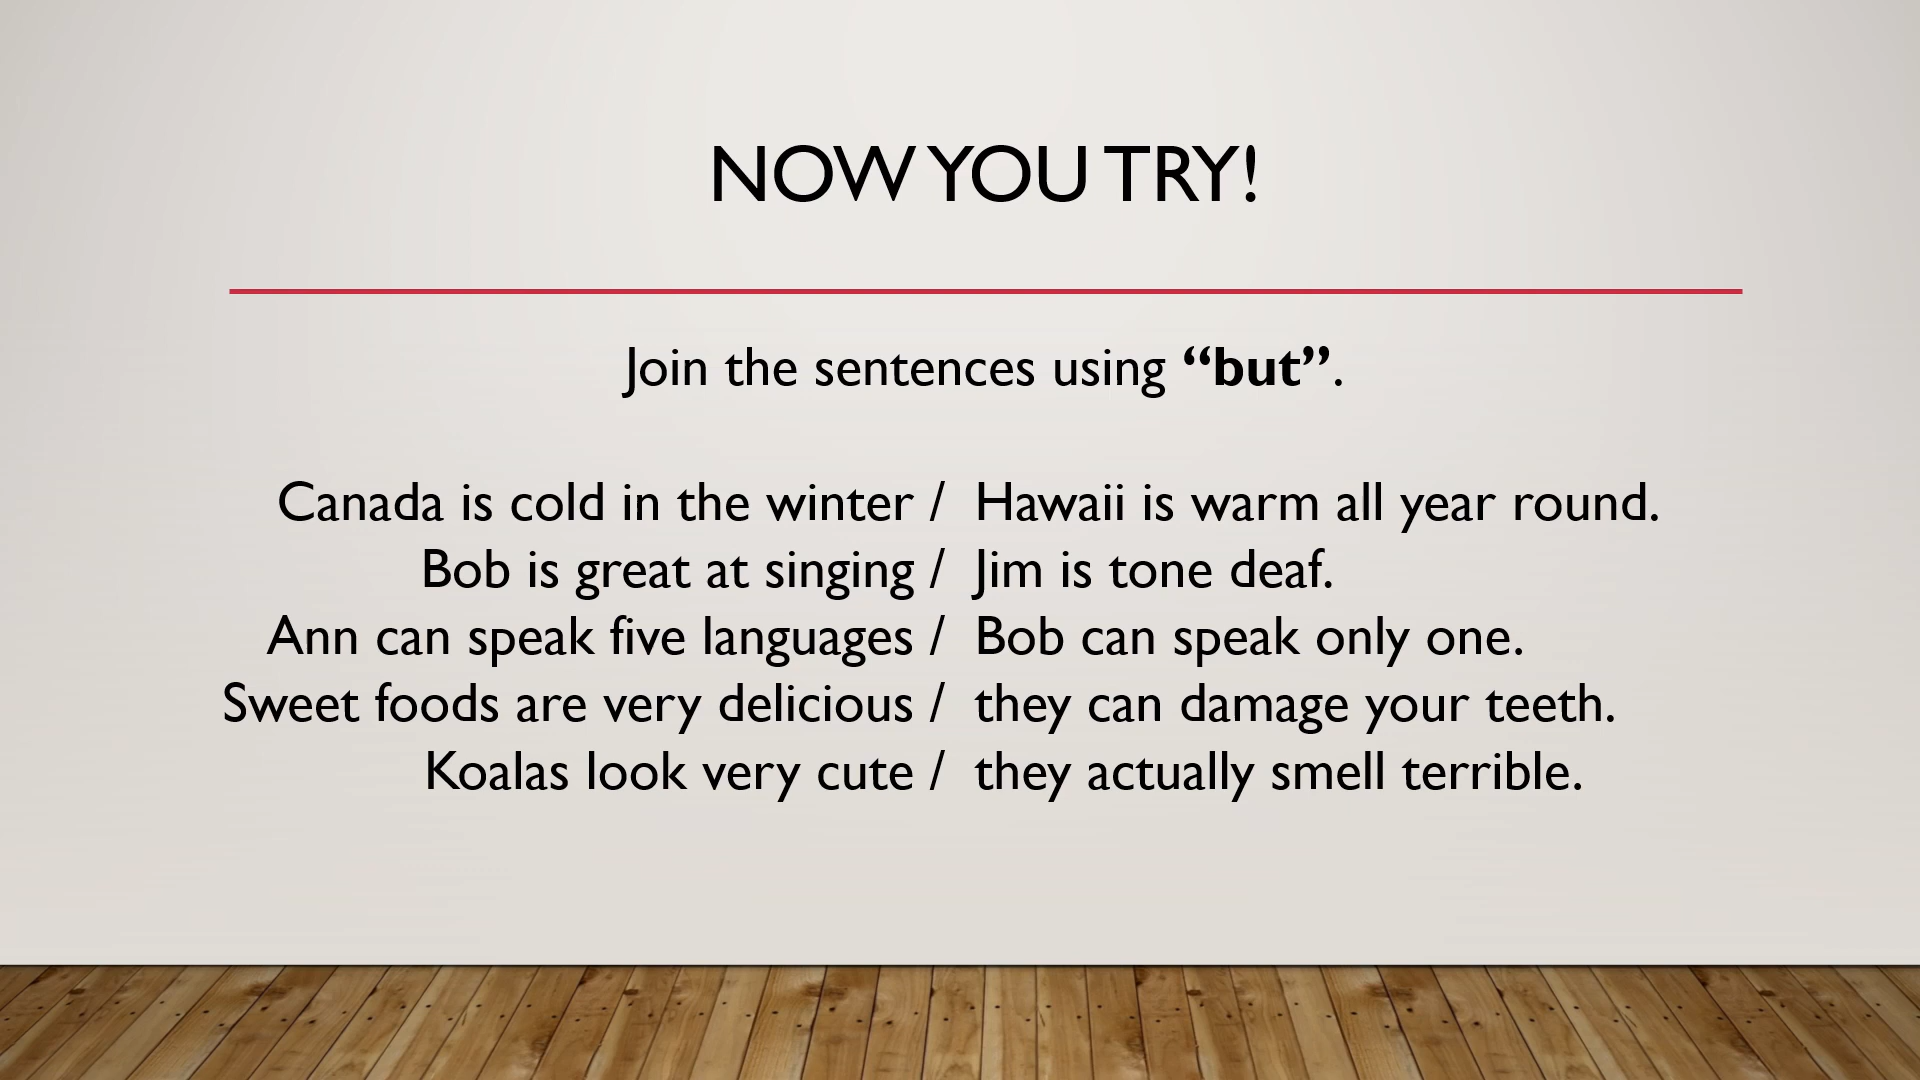 NOW YOU TRY!
Join the sentences using “but”.
Canada is cold in the winter / Hawaii is warm all year round.
Bob is great at singing / Jim is tone deaf.
Ann can speak five languages / Bob can speak only one.
Sweet foods are very delicious / they can damage your teeth.
Koalas look very cute / they actually smell terrible.